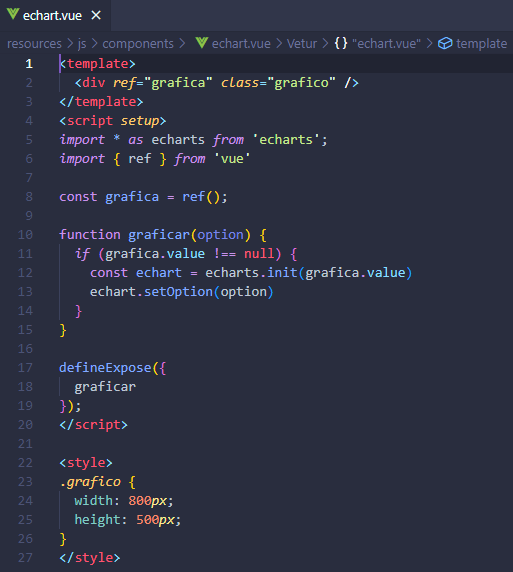 echart.vue ×
resources > js > components > echart.vue > Vetur > {} "echart.vue" > template
1 <template>
2   <div ref="grafica" class="grafico" />
3 </template>
4 <script setup>
5 import * as echarts from 'echarts';
6 import { ref } from 'vue'
7
8 const grafica = ref();
9
10 function graficar(option) {
11   if (grafica.value !== null) {
12     const echart = echarts.init(grafica.value)
13     echart.setOption(option)
14   }
15 }
16
17 defineExpose({
18   graficar
19 });
20 </script>
21
22 <style>
23 .grafico {
24   width: 800px;
25   height: 500px;
26 }
27 </style>